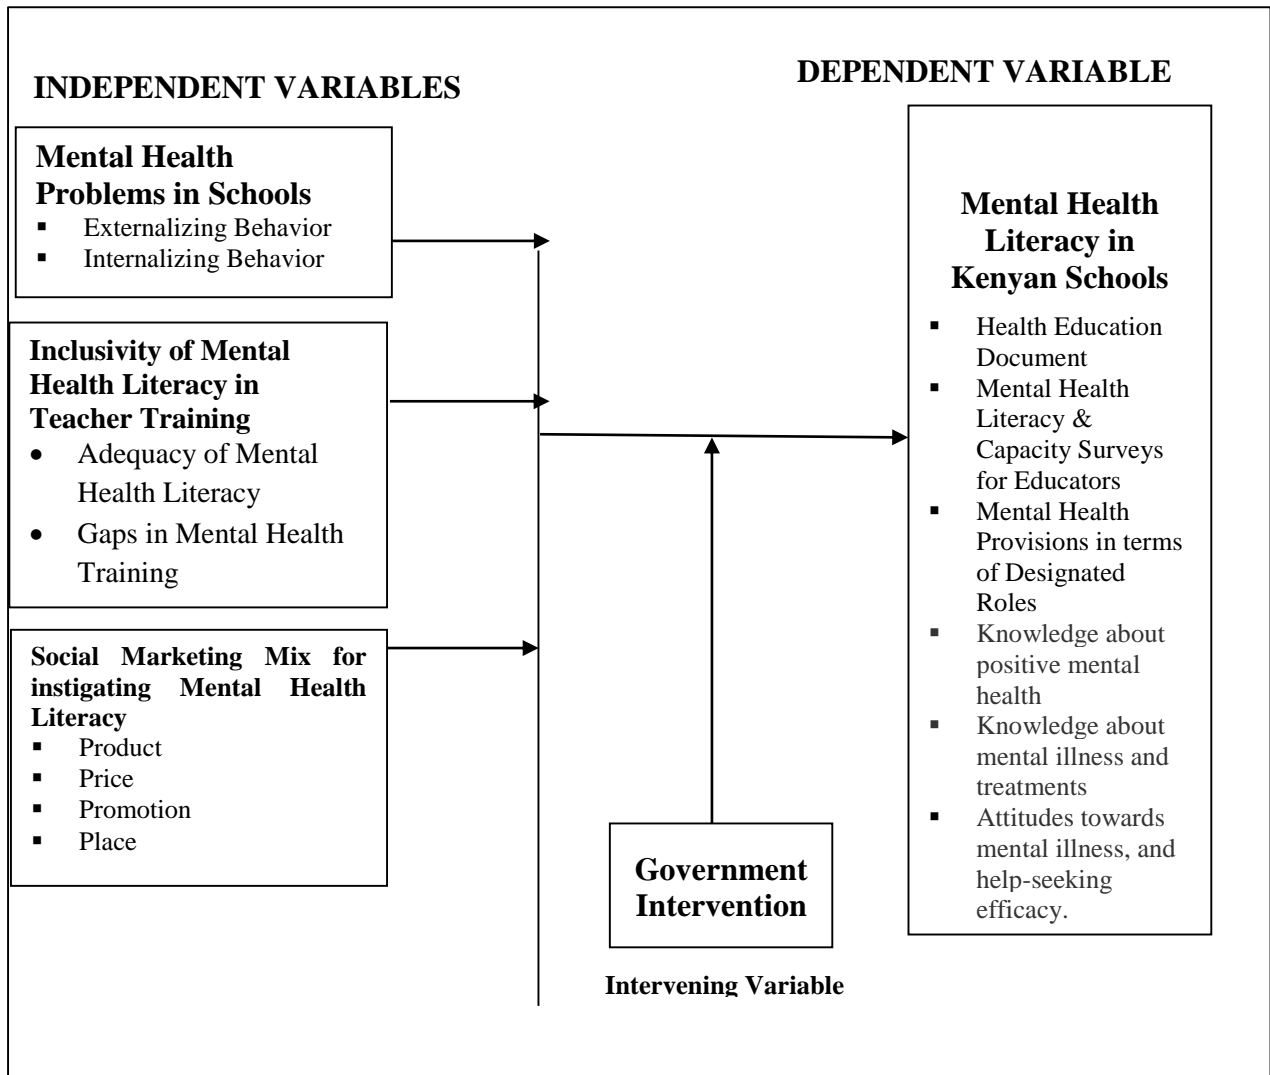 INDEPENDENT VARIABLES
Mental Health
Problems in Schools
▪ Externalizing Behavior
▪ Internalizing Behavior
Inclusivity of Mental
Health Literacy in
Teacher Training
• Adequacy of Mental
Health Literacy
• Gaps in Mental Health
Training
Social Marketing Mix for
instigating Mental Health
Literacy
▪ Product
▪ Price
▪ Promotion
▪ Place
Government
Intervention
Intervening Variable
DEPENDENT VARIABLE
Mental Health
Literacy in
Kenyan Schools
▪ Health Education
Document
▪ Mental Health
Literacy &
Capacity Surveys
for Educators
▪ Mental Health
Provisions in terms
of Designated
Roles
▪ Knowledge about
positive mental
health
▪ Knowledge about
mental illness and
treatments
▪ Attitudes towards
mental illness, and
help-seeking
efficacy.